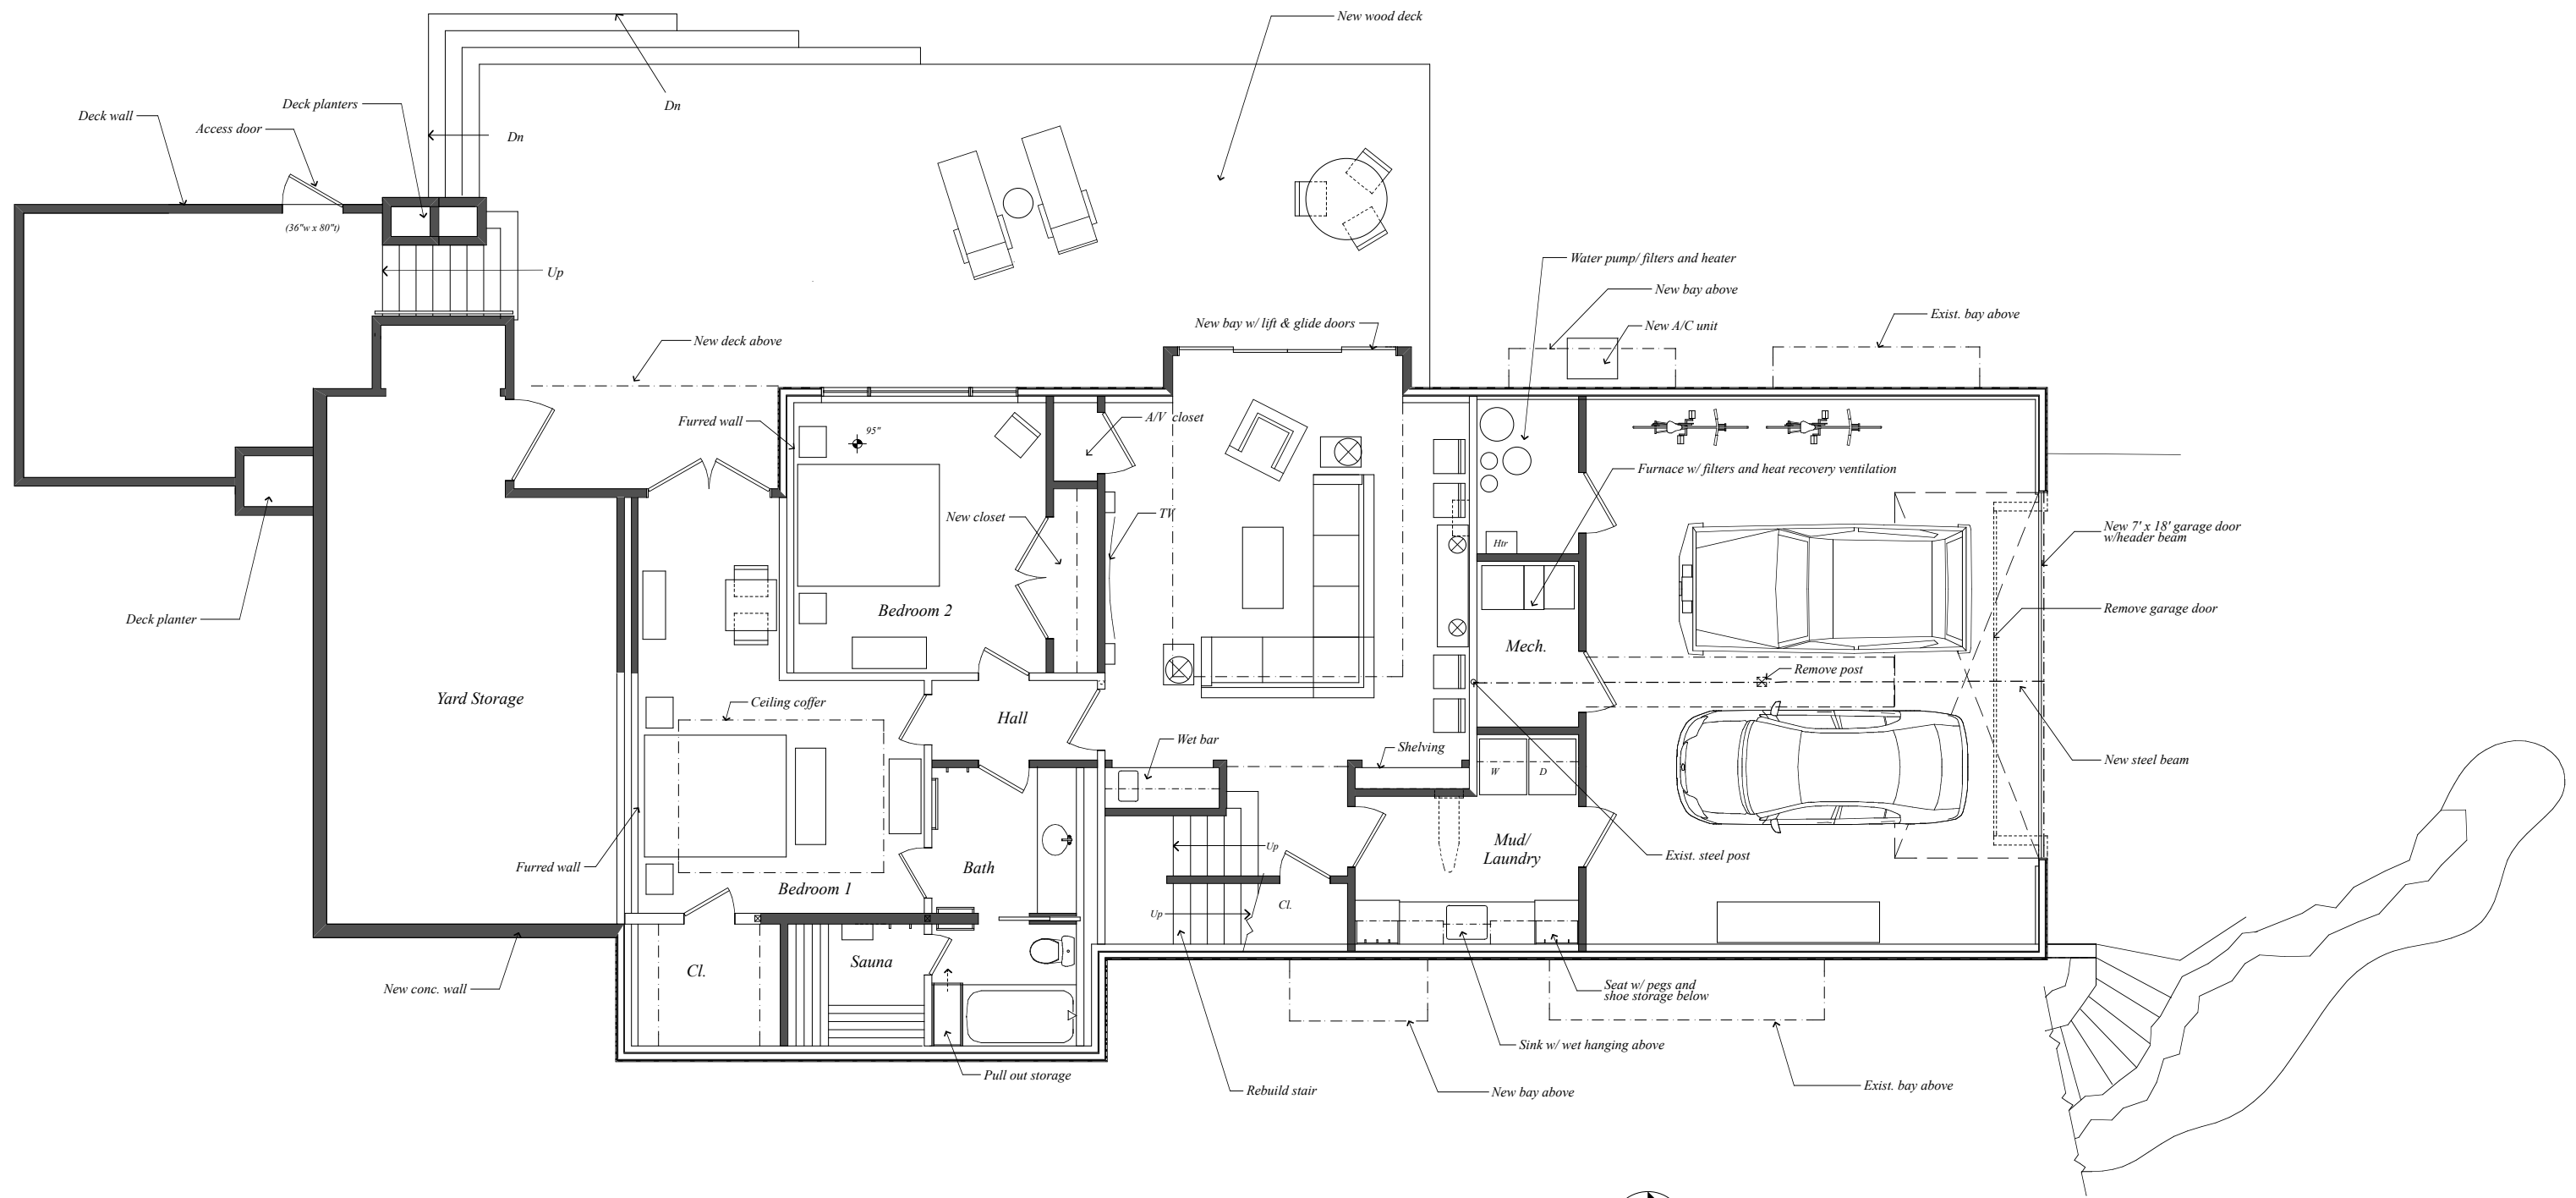 New wood deck
Deck planters
Dn
Deck wall
Access door
Dn
(36"w x 80"t)
Up
Water pump/ filters and heater
New bay above
Exist. bay above
New bay w/ lift & glide doors
New A/C unit
New deck above
Furred wall
95"
A/V closet
Furnace w/ filters and heat recovery ventilation
New closet
TV
New 7' x 18' garage door
w/header beam
Htr
Bedroom 2
Remove garage door
Deck planter
Mech.
Remove post
Yard Storage
Ceiling coffer
Hall
Wet bar
Shelving
New steel beam
W
D
Up
Mud/
Laundry
Exist. steel post
Furred wall
Bath
Bedroom 1
Cl.
Up
Sauna
Cl.
New conc. wall
Seat w/ pegs and
shoe storage below
Sink w/ wet hanging above
Pull out storage
Rebuild stair
New bay above
Exist. bay above